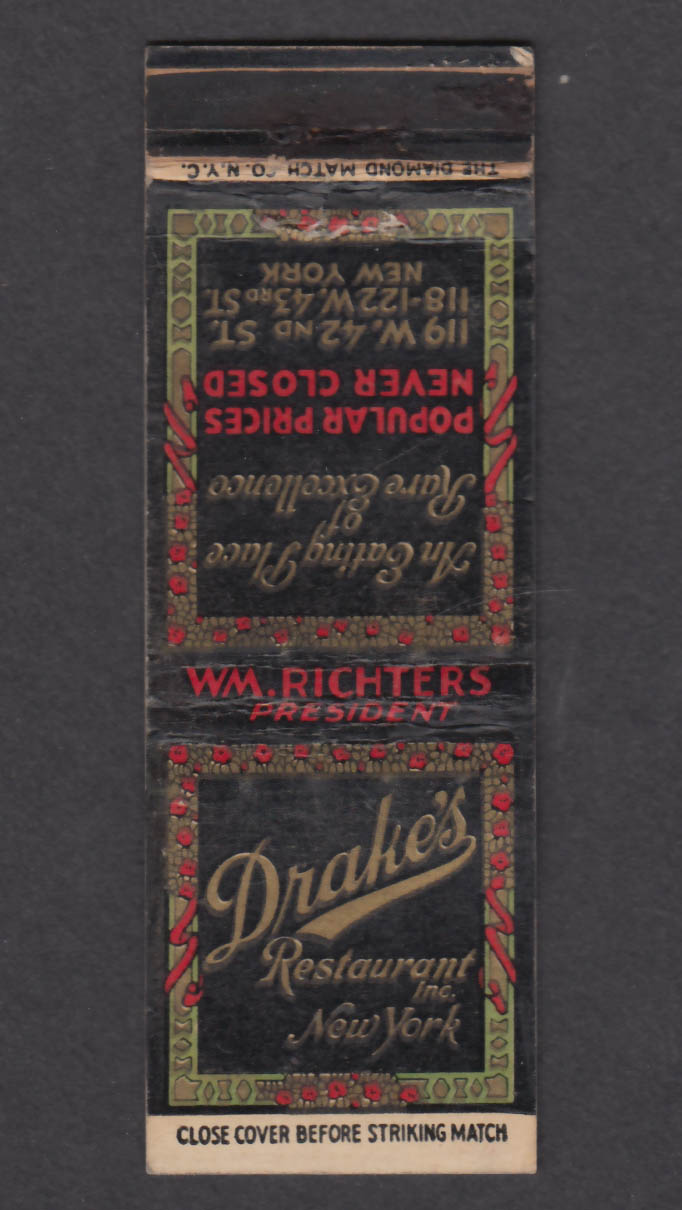 THE DIAMOND MATCH CO. N.Y.C.
An Eating Place
of
Rare Excellence
POPULAR PRICES
NEVER CLOSED
119 W. 42ND ST.
118-122 W. 43RD ST.
NEW YORK
WM. RICHTERS
PRESIDENT
Drake's
Restaurant
Inc.
New York
CLOSE COVER BEFORE STRIKING MATCH